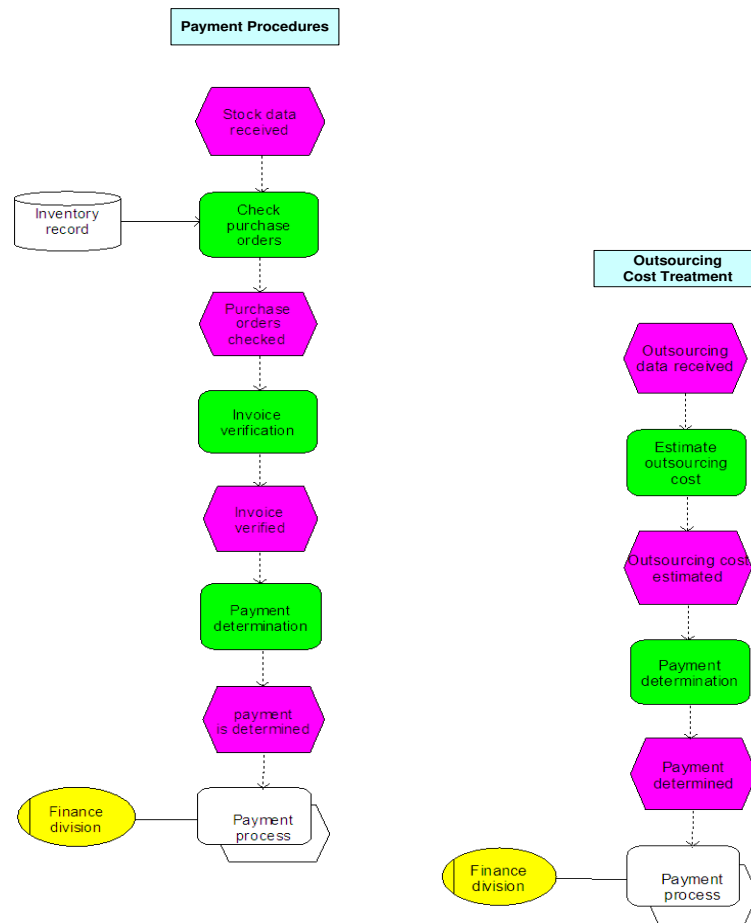 Payment Procedures
Stock data
received
Inventory
record
Check
purchase
orders
Purchase
orders
checked
Invoice
verification
Invoice
verified
Payment
determination
payment
is determined
Finance
division
Payment
process
Outsourcing
Cost Treatment
Outsourcing
data received
Estimate
outsourcing
cost
Outsourcing cost
estimated
Payment
determination
Payment
determined
Finance
division
Payment
process